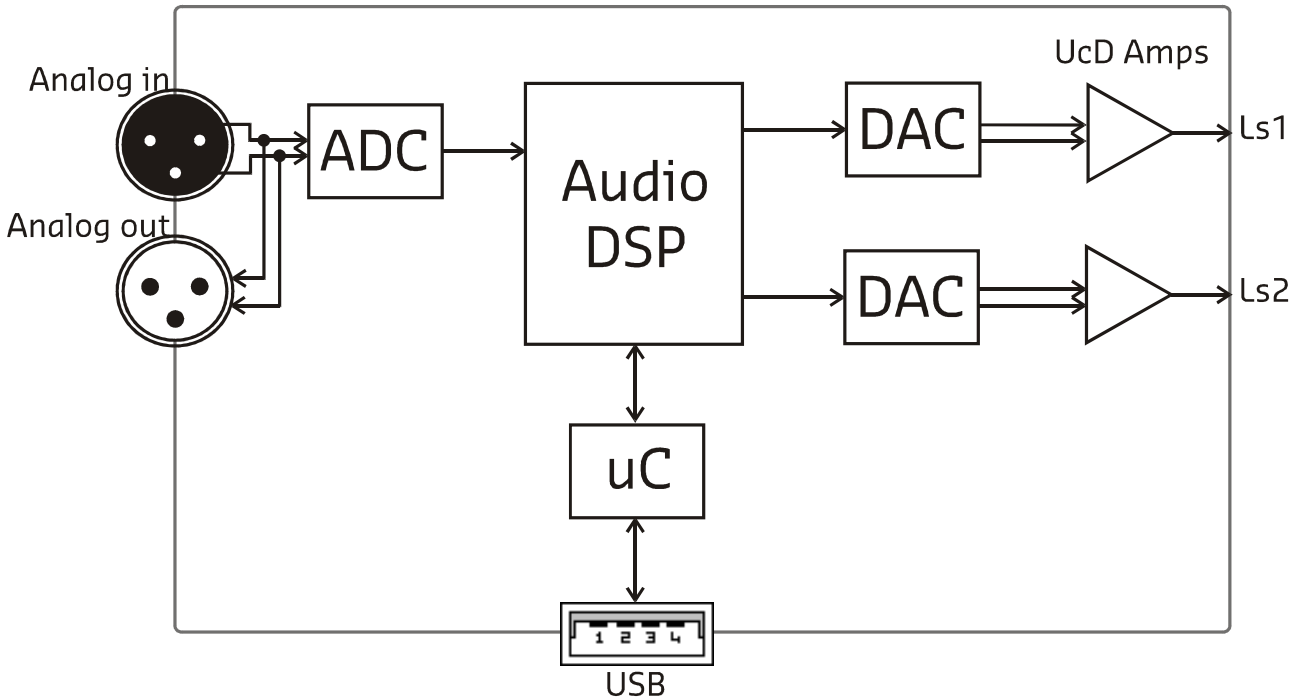 UcD Amps
Analog in
ADC
DAC
Ls1
Audio
DSP
Analog out
DAC
Ls2
uC
1 2 3 4
USB